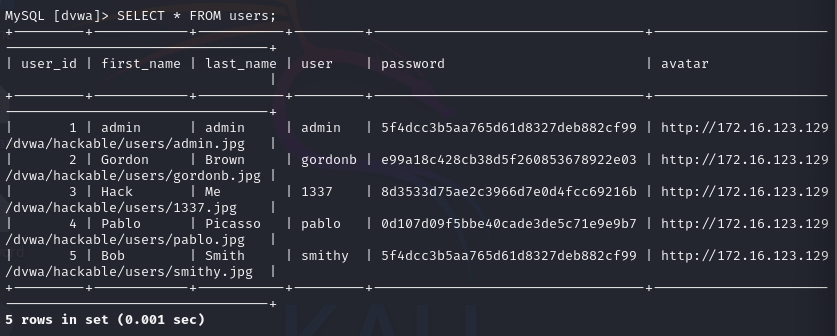 MySQL [dvwa]> SELECT * FROM users;
+---------+------------+-----------+---------+----------------------------------+----------------------
---------------------------------+
| user_id | first_name | last_name | user    | password                         | avatar
                                 |
+---------+------------+-----------+---------+----------------------------------+----------------------
---------------------------------+
|       1 | admin      | admin     | admin   | 5f4dcc3b5aa765d61d8327deb882cf99 | http://172.16.123.129
/dvwa/hackable/users/admin.jpg   |
|       2 | Gordon     | Brown     | gordonb | e99a18c428cb38d5f260853678922e03 | http://172.16.123.129
/dvwa/hackable/users/gordonb.jpg |
|       3 | Hack       | Me        | 1337    | 8d3533d75ae2c3966d7e0d4fcc69216b | http://172.16.123.129
/dvwa/hackable/users/1337.jpg    |
|       4 | Pablo      | Picasso   | pablo   | 0d107d09f5bbe40cade3de5c71e9e9b7 | http://172.16.123.129
/dvwa/hackable/users/pablo.jpg   |
|       5 | Bob        | Smith     | smithy  | 5f4dcc3b5aa765d61d8327deb882cf99 | http://172.16.123.129
/dvwa/hackable/users/smithy.jpg  |
+---------+------------+-----------+---------+----------------------------------+----------------------
---------------------------------+
5 rows in set (0.001 sec)